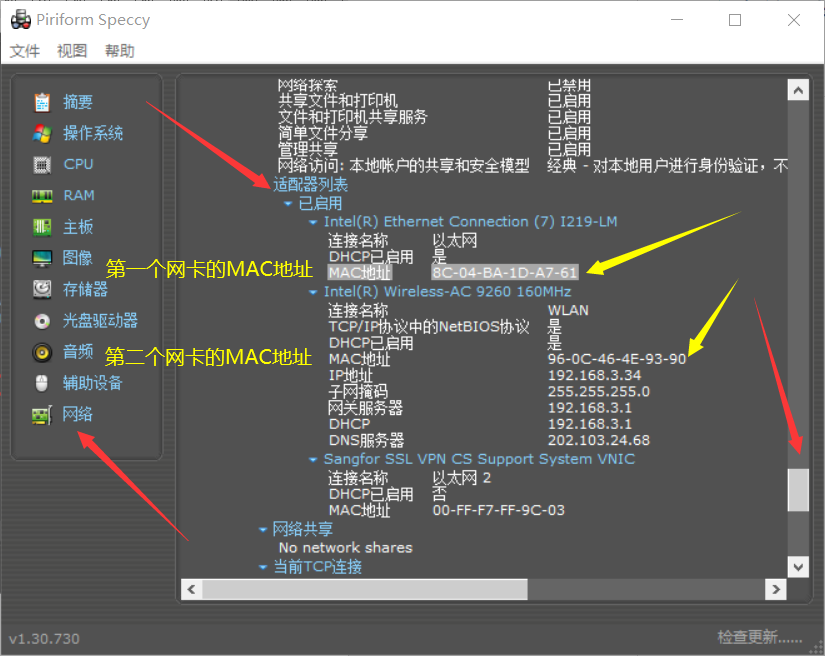 Piriform Speccy
文件 视图 帮助
摘要
操作系统
CPU
RAM
主板
图像
存储器
光盘驱动器
音频
辅助设备
网络
第一个网卡的MAC地址
第二个网卡的MAC地址
网络探索 已禁用
共享文件和打印机 已启用
文件和打印机共享服务 已启用
简单文件分享 已启用
管理共享 已启用
网络访问: 本地帐户的共享和安全模型 经典 - 对本地用户进行身份验证，不
适配器列表
已启用
Intel(R) Ethernet Connection (7) I219-LM
连接名称 以太网
DHCP已启用 是
MAC地址 8C-04-BA-1D-A7-61
Intel(R) Wireless-AC 9260 160MHz
连接名称 WLAN
TCP/IP协议中的NetBIOS协议 是
DHCP已启用 是
MAC地址 96-0C-46-4E-93-90
IP地址 192.168.3.34
子网掩码 255.255.255.0
网关服务器 192.168.3.1
DHCP 192.168.3.1
DNS服务器 202.103.24.68
Sangfor SSL VPN CS Support System VNIC
连接名称 以太网 2
DHCP已启用 否
MAC地址 00-FF-F7-FF-9C-03
网络共享
No network shares
当前TCP连接
v1.30.730 检查更新......